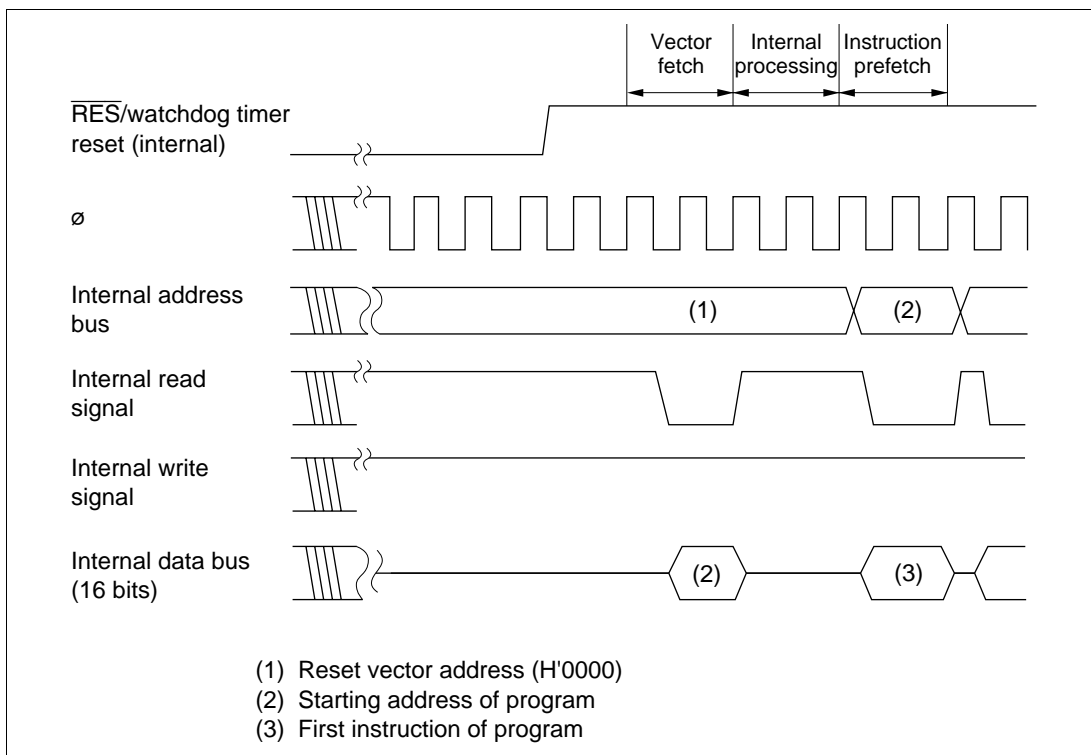 Vector fetch
Internal processing
Instruction prefetch
RES/watchdog timer
reset (internal)
ø
Internal address
bus
(1)
(2)
Internal read
signal
Internal write
signal
Internal data bus
(16 bits)
(2)
(3)
(1) Reset vector address (H'0000)
(2) Starting address of program
(3) First instruction of program